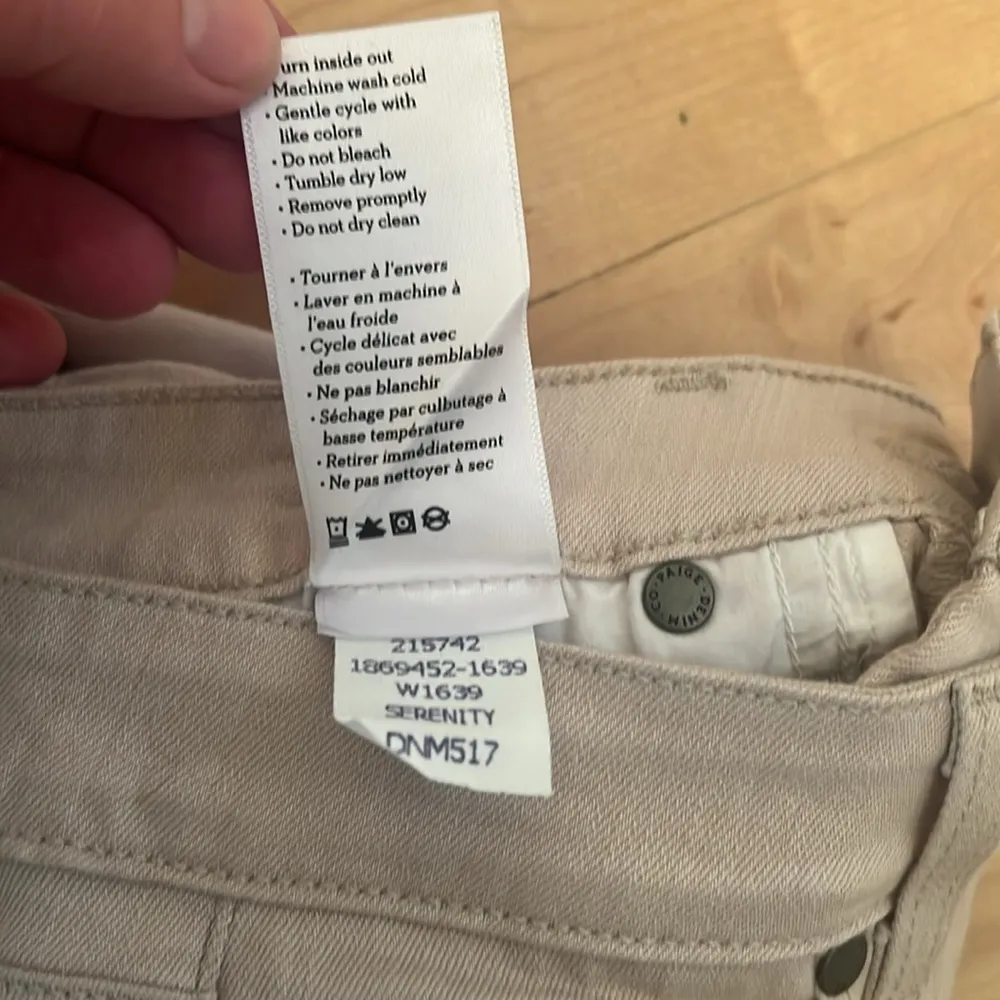 urn inside out
Machine wash cold
• Gentle cycle with
like colors
• Do not bleach
• Tumble dry low
• Remove promptly
• Do not dry clean
• Tourner à l'envers
• Laver en machine à
l'eau froide
• Cycle délicat avec
des couleurs semblables
• Ne pas blanchir
• Séchage par culbutage à
basse température
• Retirer immédiatement
• Ne pas nettoyer à sec
PAIGE • DENIM • CO •
215742
1869452-1639
W1639
SERENITY
DNM517